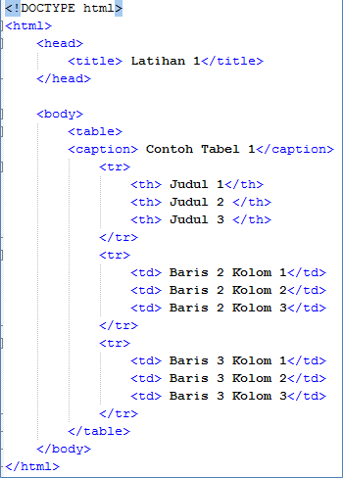 <!DOCTYPE html>
<html>
<head>
<title> Latihan 1</title>
</head>
<body>
<table>
<caption> Contoh Tabel 1</caption>
<tr>
<th> Judul 1</th>
<th> Judul 2 </th>
<th> Judul 3 </th>
</tr>
<tr>
<td> Baris 2 Kolom 1</td>
<td> Baris 2 Kolom 2</td>
<td> Baris 2 Kolom 3</td>
</tr>
<tr>
<td> Baris 3 Kolom 1</td>
<td> Baris 3 Kolom 2</td>
<td> Baris 3 Kolom 3</td>
</tr>
</table>
</body>
</html>